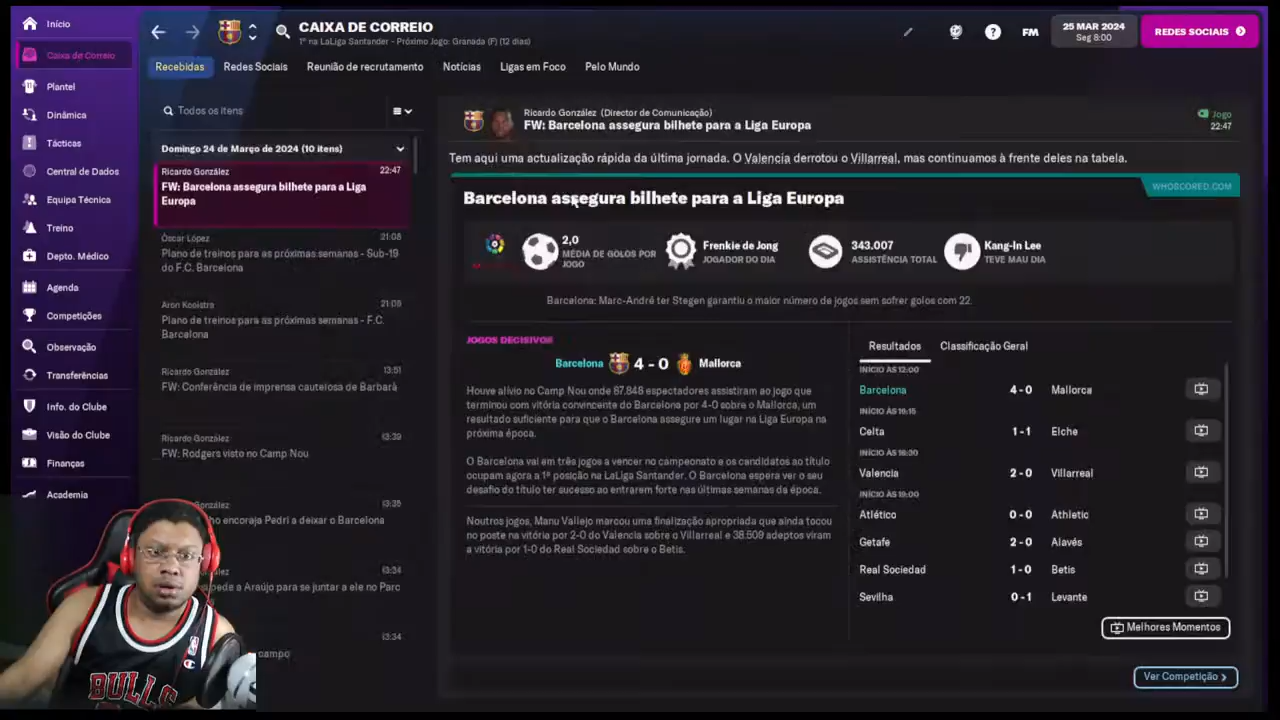 Início
Caixa de Correio
Plantel
Dinâmica
Tácticas
Central de Dados
Equipa Técnica
Treino
Depto. Médico
Agenda
Competições
Observação
Transferências
Info. do Clube
Visão do Clube
Finanças
Academia
CAIXA DE CORREIO
1º na LaLiga Santander - Próximo Jogo: Granada (F) (12 dias)
FM
25 MAR 2024
Seg 8:00
REDES SOCIAIS
Recebidas
Redes Sociais
Reunião de recrutamento
Notícias
Ligas em Foco
Pelo Mundo
Todos os itens
Domingo 24 de Março de 2024 (10 itens)
Ricardo González 22:47
FW: Barcelona assegura bilhete para a Liga
Europa
Òscar López 21:08
Plano de treinos para as próximas semanas - Sub-19
do F.C. Barcelona
Aron Kooistra 21:08
Plano de treinos para as próximas semanas - F.C.
Barcelona
Ricardo González 13:51
FW: Conferência de imprensa cautelosa de Barbarà
Ricardo González 13:39
FW: Rodgers visto no Camp Nou
González 13:35
ho encoraja Pedri a deixar o Barcelona
González 13:34
pede a Araújo para se juntar a ele no Parc
13:34
campo
Ricardo González (Director de Comunicação)
FW: Barcelona assegura bilhete para a Liga Europa
Jogo
22:47
Tem aqui uma actualização rápida da última jornada. O Valencia derrotou o Villarreal, mas continuamos à frente deles na tabela.
WHOSCORED.COM
Barcelona assegura bilhete para a Liga Europa
2,0
MÉDIA DE GOLOS POR
JOGO
Frenkie de Jong
JOGADOR DO DIA
343.007
ASSISTÊNCIA TOTAL
Kang-In Lee
TEVE MAU DIA
Barcelona: Marc-André ter Stegen garantiu o maior número de jogos sem sofrer golos com 22.
JOGOS DECISIVOS
Barcelona 4 - 0 Mallorca
Houve alívio no Camp Nou onde 67.848 espectadores assistiram ao jogo que
terminou com vitória convencente do Barcelona por 4-0 sobre o Mallorca, um
resultado suficiente para que o Barcelona assegure um lugar na Liga Europa na
próxima época.
O Barcelona vai em três jogos a vencer no campeonato e os candidatos ao título
ocupam agora a 1ª posição na LaLiga Santander. O Barcelona espera ver o seu
desafio do título ter sucesso ao entrarem forte nas últimas semanas da época.
Noutros jogos, Manu Vallejo marcou uma finalização apropriada que ainda tocou
no poste na vitória por 2-0 do Valencia sobre o Villarreal e 38.509 adeptos viram
a vitória por 1-0 do Real Sociedad sobre o Betis.
Resultados
Classificação Geral
INÍCIO ÀS 12:00
Barcelona 4-0 Mallorca
INÍCIO ÀS 16:15
Celta 1-1 Elche
INÍCIO ÀS 18:30
Valencia 2-0 Villarreal
INÍCIO ÀS 19:00
Atlético 0-0 Athletic
Getafe 2-0 Alavés
Real Sociedad 1-0 Betis
Sevilha 0-1 Levante
Melhores Momentos
Ver Competição
BULLS